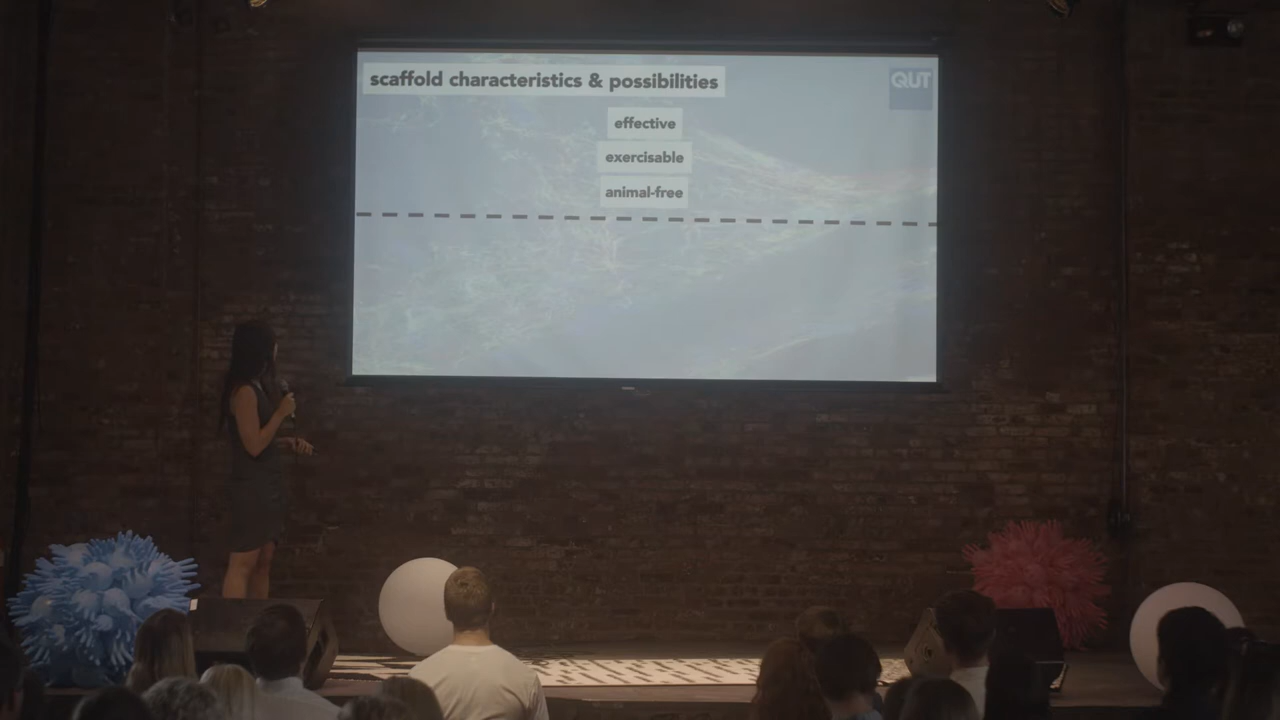 scaffold characteristics & possibilities
QUT
effective
exercisable
animal-free